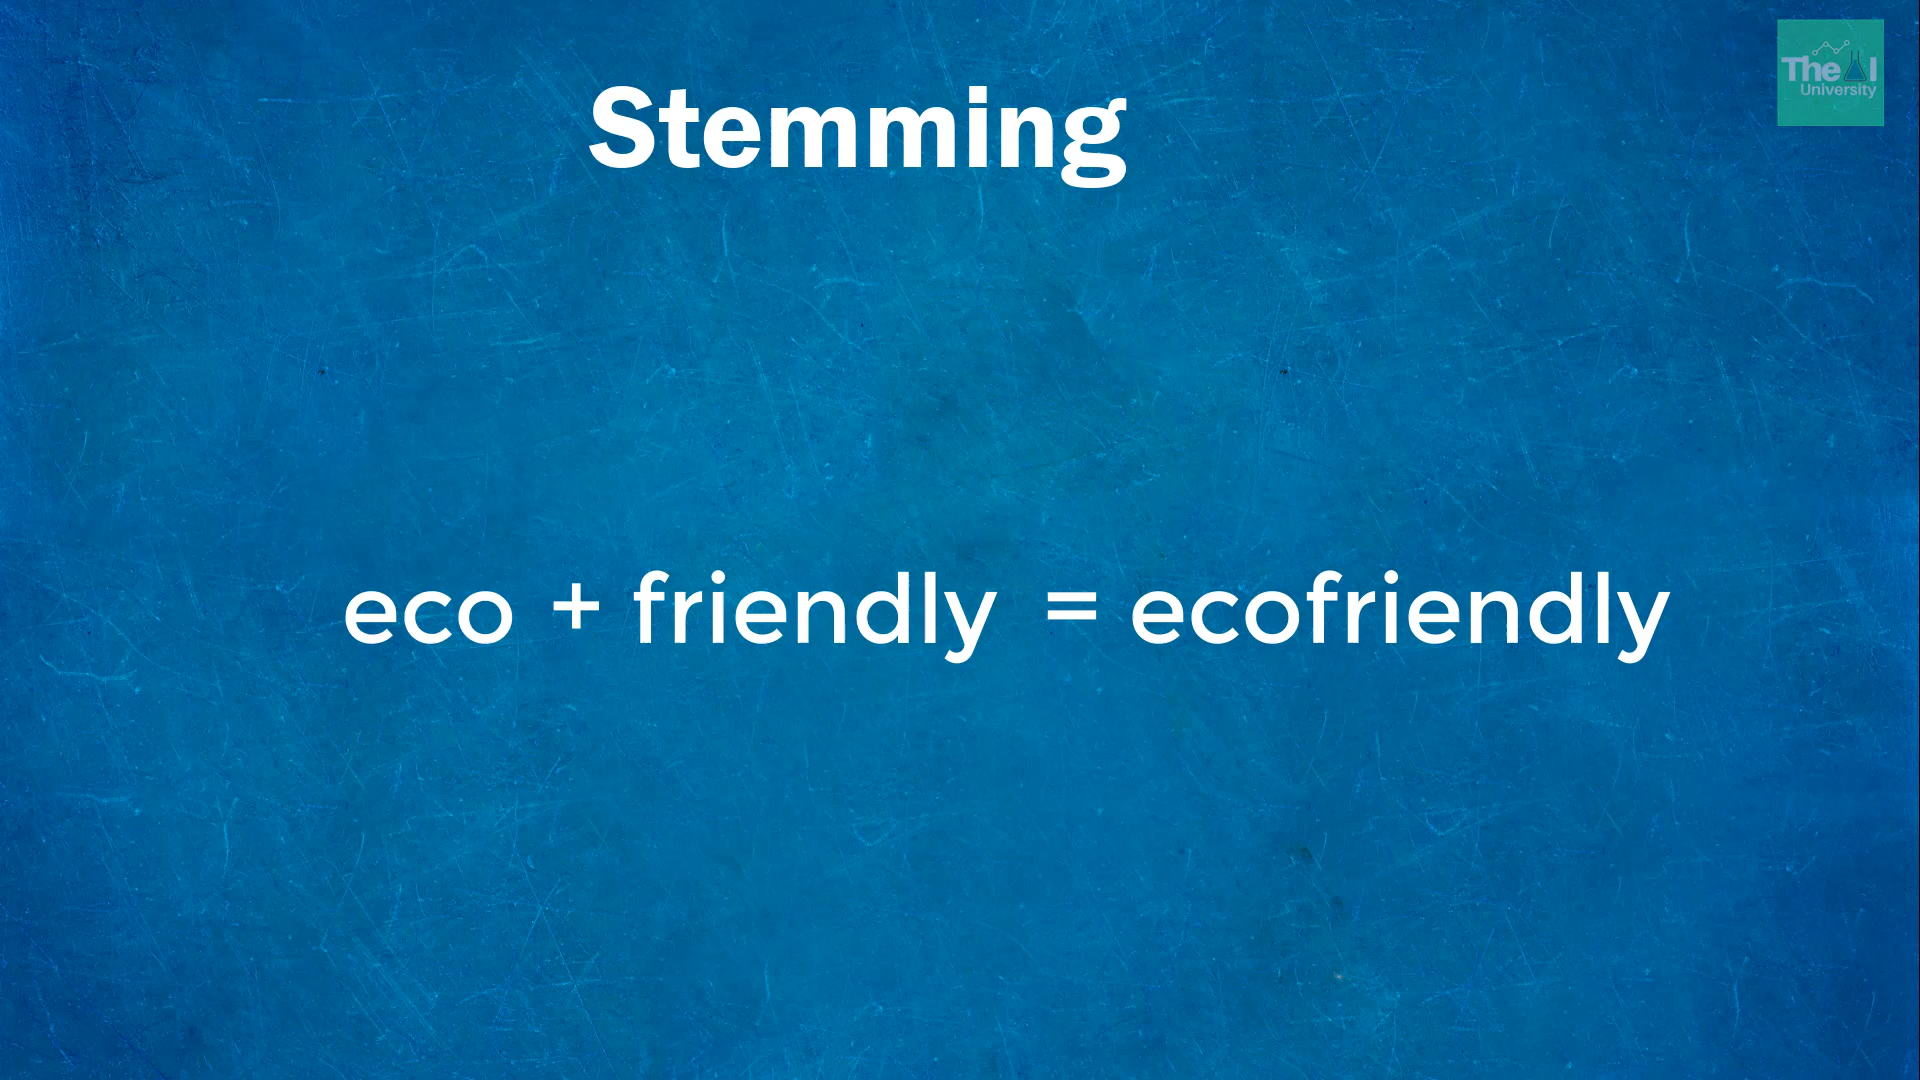 The AI
University
Stemming
eco + friendly = ecofriendly